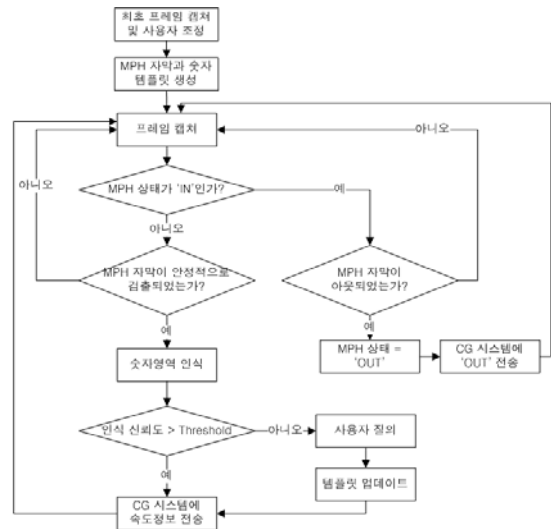 최초 프레임 캡쳐
및 사용자 조정
MPH 자막과 숫자
템플릿 생성
프레임 캡쳐
아니오
아니오
MPH 상태가 'IN'인가?
예
아니오
MPH 자막이 안정적으로
검출되었는가?
MPH 자막이
아웃되었는가?
예
예
숫자영역 인식
MPH 상태 =
'OUT'
CG 시스템에
'OUT' 전송
인식 신뢰도 > Threshold
아니오
사용자 질의
예
템플릿 업데이트
CG 시스템에
속도정보 전송